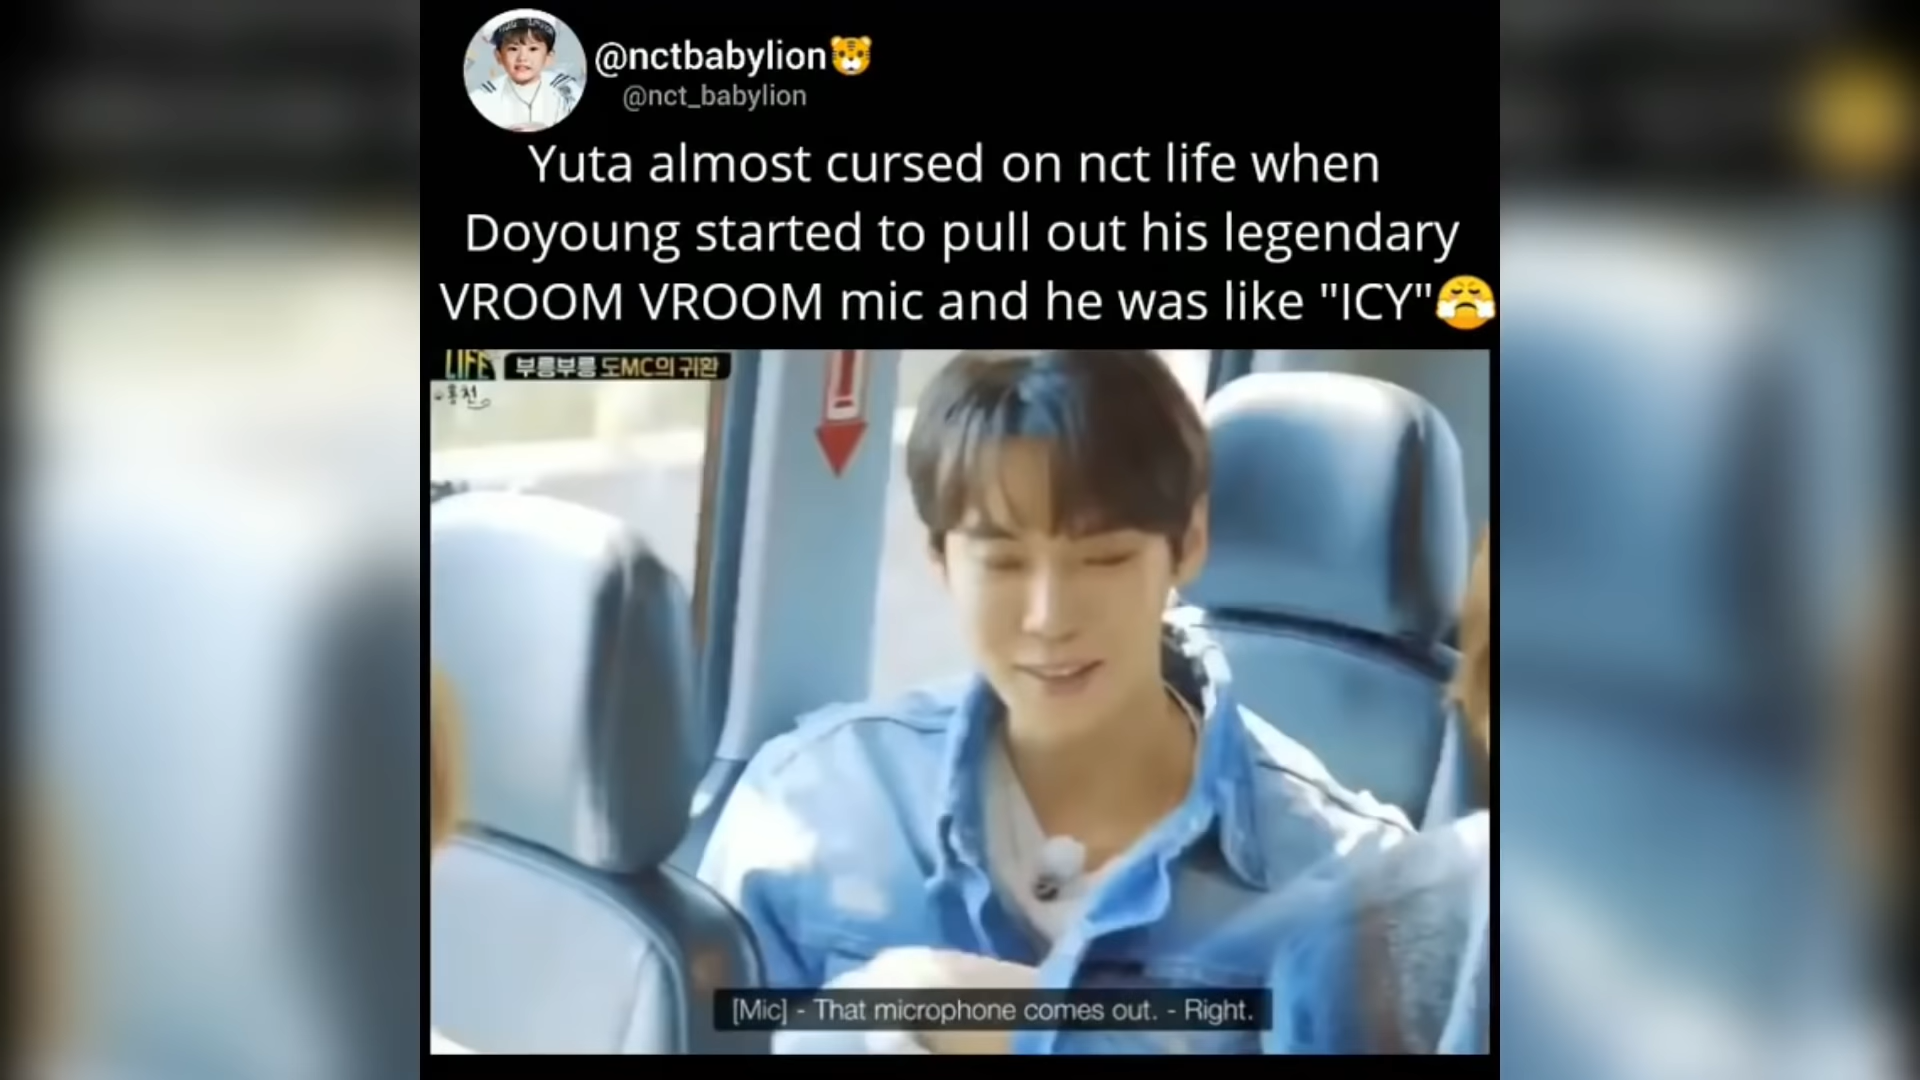 @nctbabylion🐯
@nct_babylion
Yuta almost cursed on nct life when
Doyoung started to pull out his legendary
VROOM VROOM mic and he was like "ICY"😤
LIFE
부릉부릉 도MC의 귀환
홍천
[Mic] - That microphone comes out. - Right.